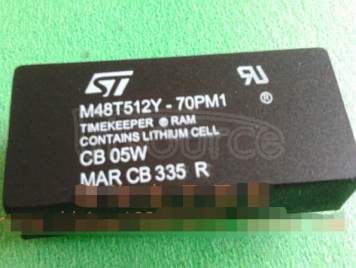 ST
M48T512Y - 70PM1
TIMEKEEPER ® RAM
CONTAINS LITHIUM CELL
CB 05W
MAR CB 335 R
®